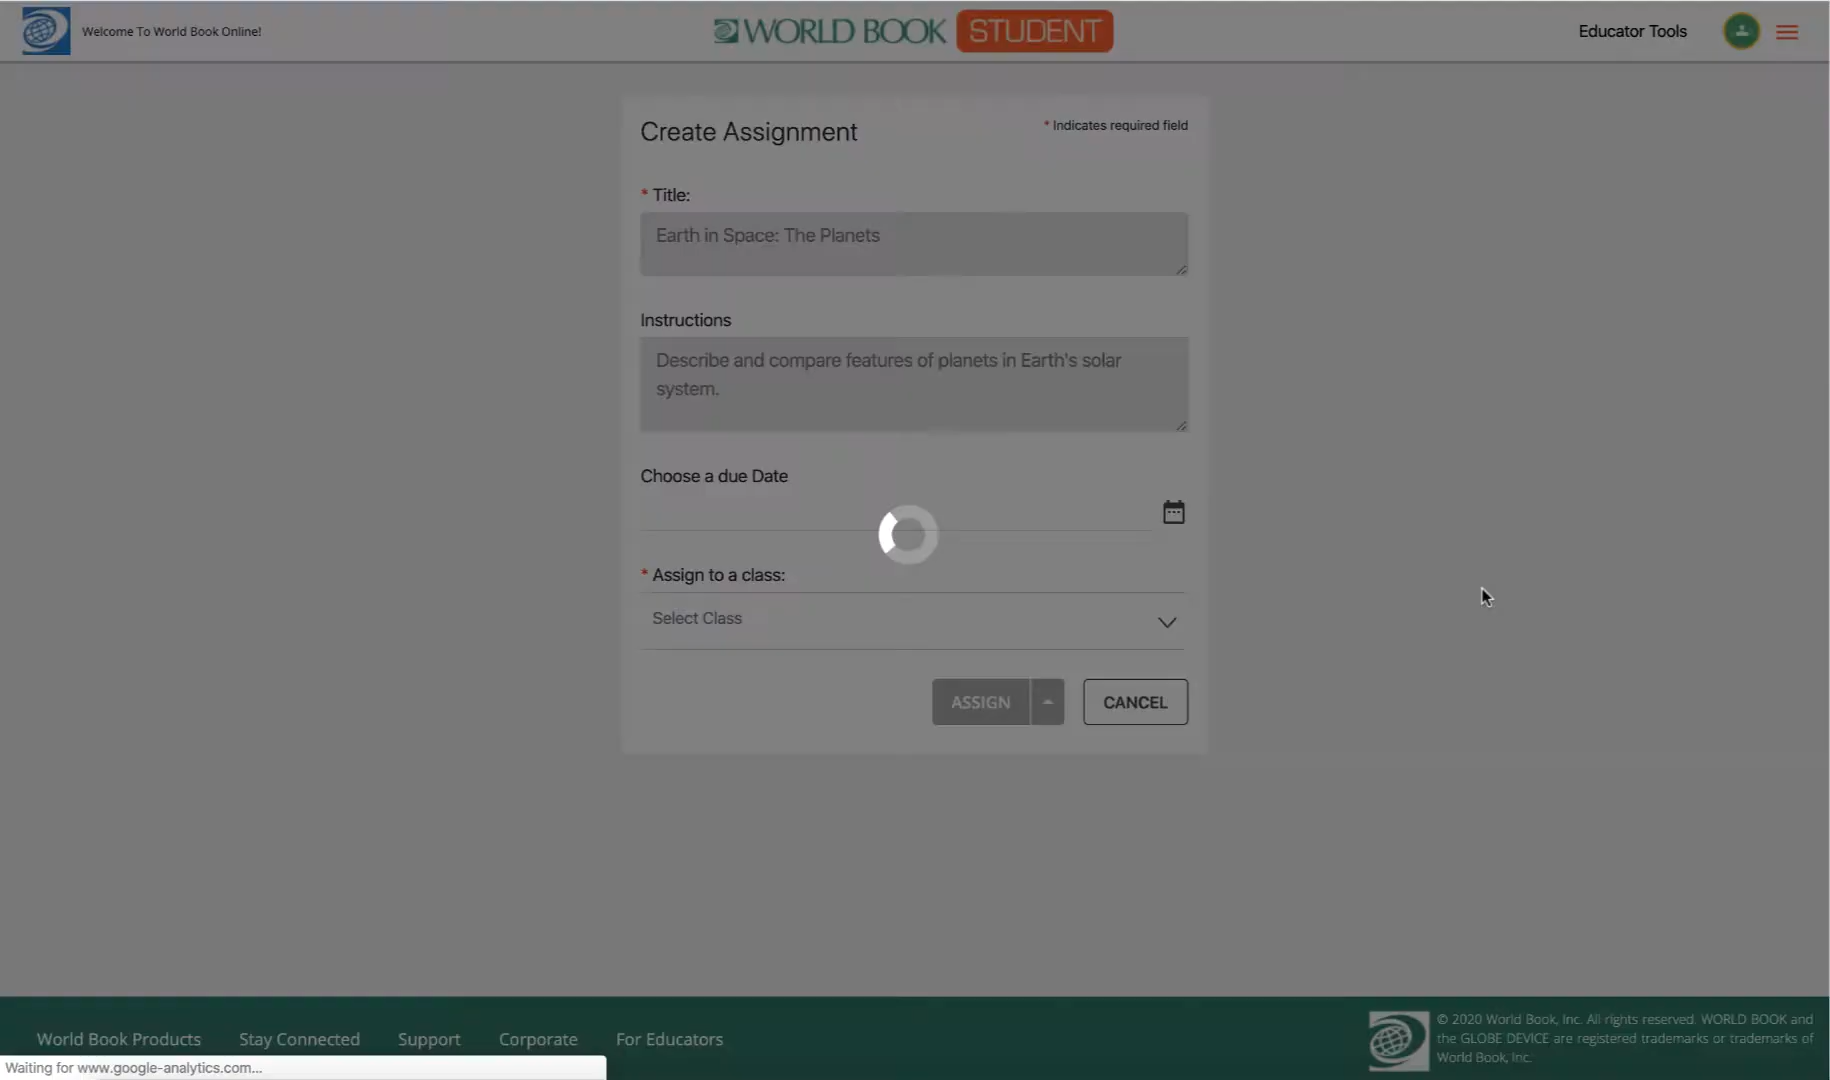 Welcome To World Book Online!
WORLD BOOK STUDENT
Educator Tools
Create Assignment
* Indicates required field
* Title:
Earth in Space: The Planets
Instructions
Describe and compare features of planets in Earth's solar
system.
Choose a due Date
* Assign to a class:
Select Class
ASSIGN
CANCEL
World Book Products
Stay Connected
Support
Corporate
For Educators
© 2020 World Book, Inc. All rights reserved. WORLD BOOK and
the GLOBE DEVICE are registered trademarks or trademarks of
World Book, Inc.
Waiting for www.google-analytics.com...